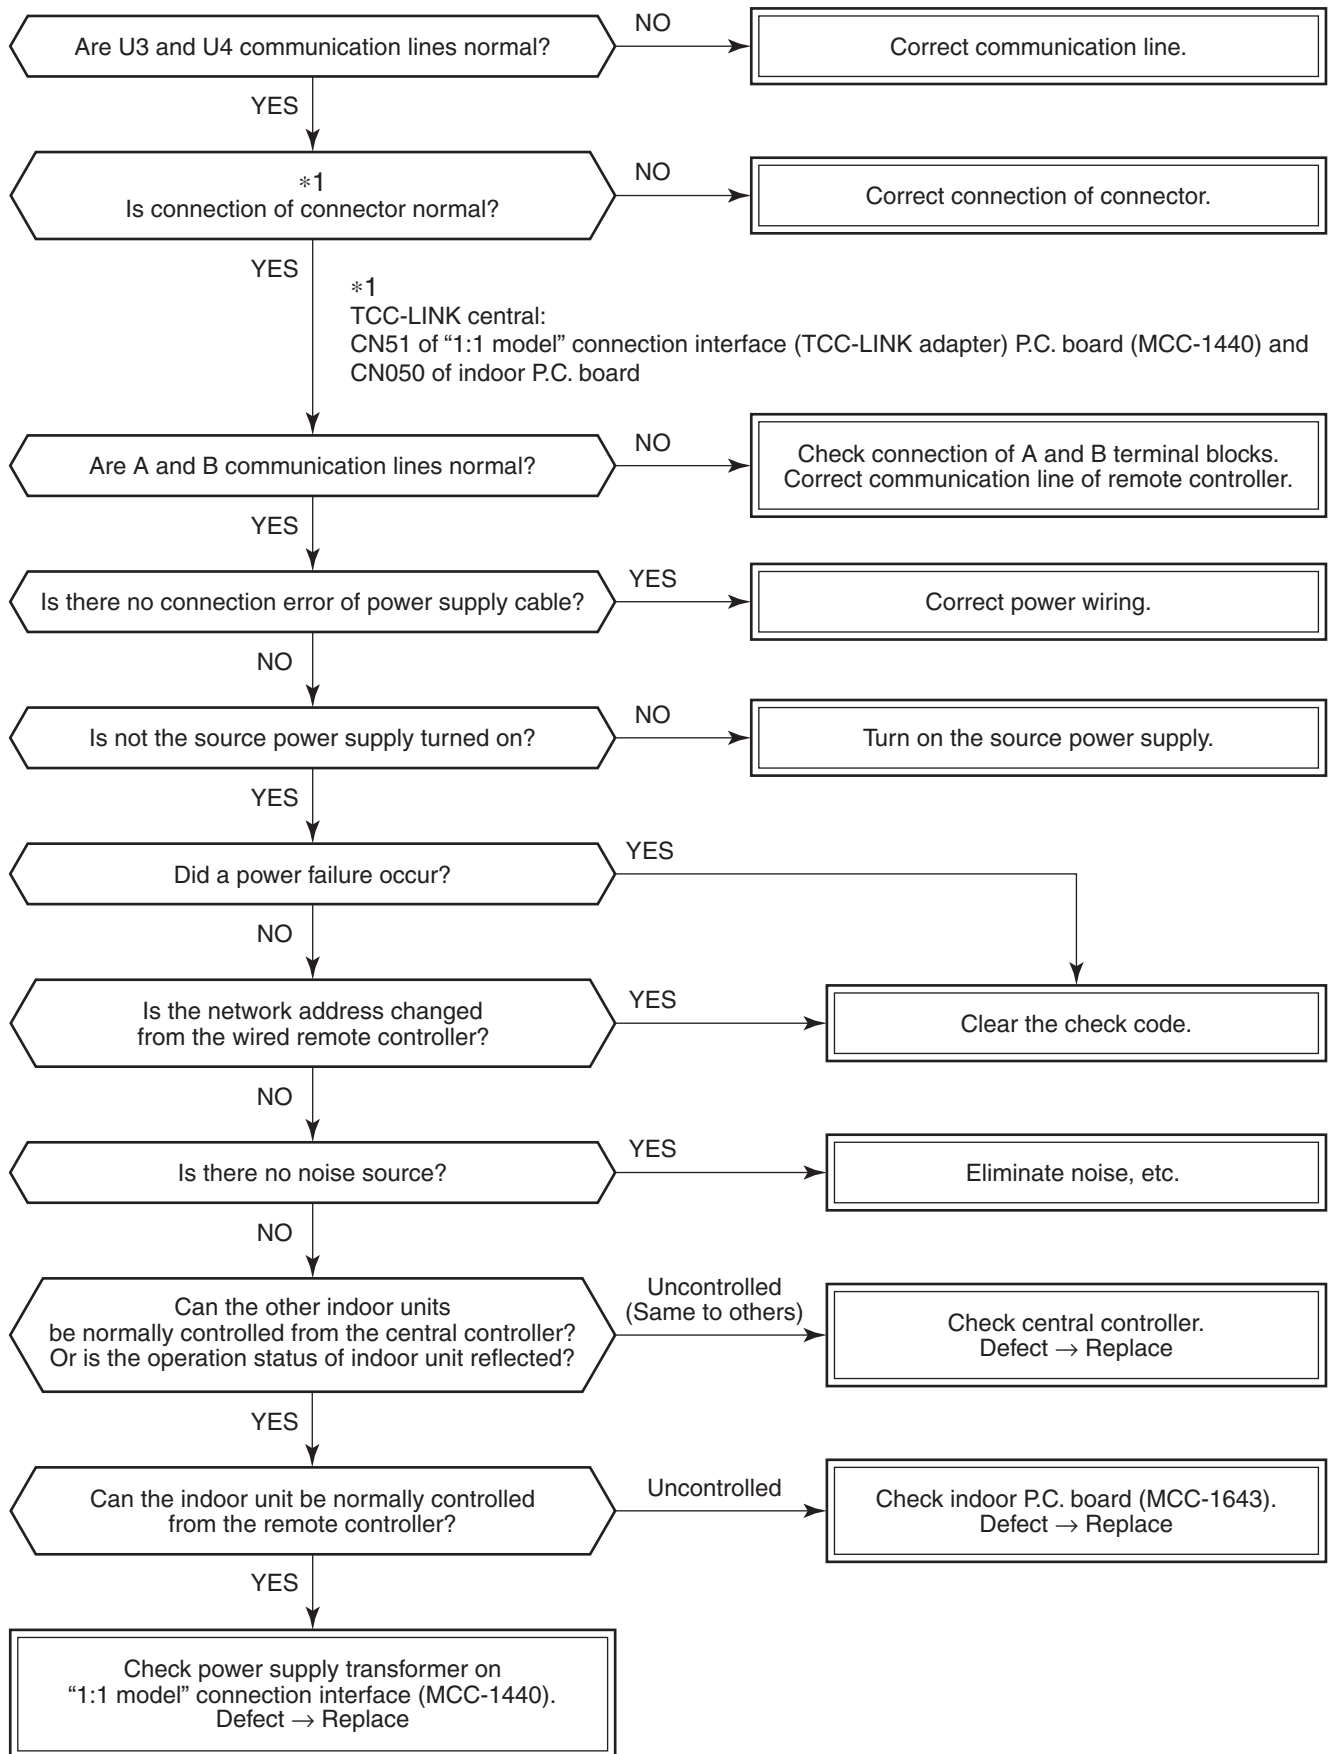 Are U3 and U4 communication lines normal?
NO
Correct communication line.
YES
*1
Is connection of connector normal?
NO
Correct connection of connector.
YES
*1
TCC-LINK central:
CN51 of “1:1 model” connection interface (TCC-LINK adapter) P.C. board (MCC-1440) and
CN050 of indoor P.C. board
Are A and B communication lines normal?
NO
Check connection of A and B terminal blocks.
Correct communication line of remote controller.
YES
Is there no connection error of power supply cable?
YES
Correct power wiring.
NO
Is not the source power supply turned on?
NO
Turn on the source power supply.
YES
Did a power failure occur?
YES
NO
Is the network address changed
from the wired remote controller?
YES
Clear the check code.
NO
Is there no noise source?
YES
Eliminate noise, etc.
NO
Can the other indoor units
be normally controlled from the central controller?
Or is the operation status of indoor unit reflected?
Uncontrolled
(Same to others)
Check central controller.
Defect → Replace
YES
Can the indoor unit be normally controlled
from the remote controller?
Uncontrolled
Check indoor P.C. board (MCC-1643).
Defect → Replace
YES
Check power supply transformer on
“1:1 model” connection interface (MCC-1440).
Defect → Replace